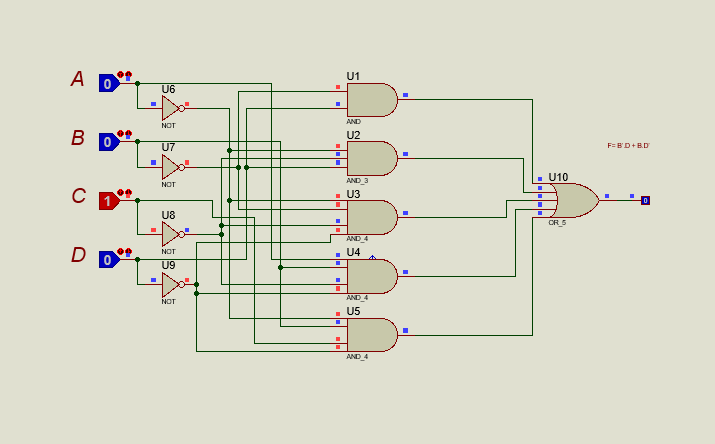 A 0
U6
NOT
B 0
U7
NOT
C 1
U8
NOT
D 0
U9
NOT
U1
AND
U2
AND_3
U3
AND_4
U4
AND_4
U5
AND_4
U10
OR_5
F= B'.D + B.D'
0